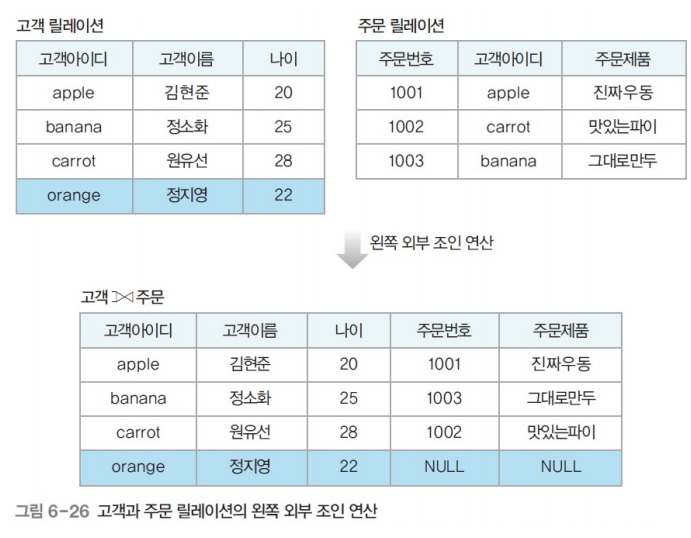 고객 릴레이션
고객아이디 고객이름 나이
apple 김현준 20
banana 정소화 25
carrot 원유선 28
orange 정지영 22
주문 릴레이션
주문번호 고객아이디 주문제품
1001 apple 진짜우동
1002 carrot 맛있는파이
1003 banana 그대로만두
왼쪽 외부 조인 연산
고객 ⟕ 주문
고객아이디 고객이름 나이 주문번호 주문제품
apple 김현준 20 1001 진짜우동
banana 정소화 25 1003 그대로만두
carrot 원유선 28 1002 맛있는파이
orange 정지영 22 NULL NULL
그림 6-26 고객과 주문 릴레이션의 왼쪽 외부 조인 연산